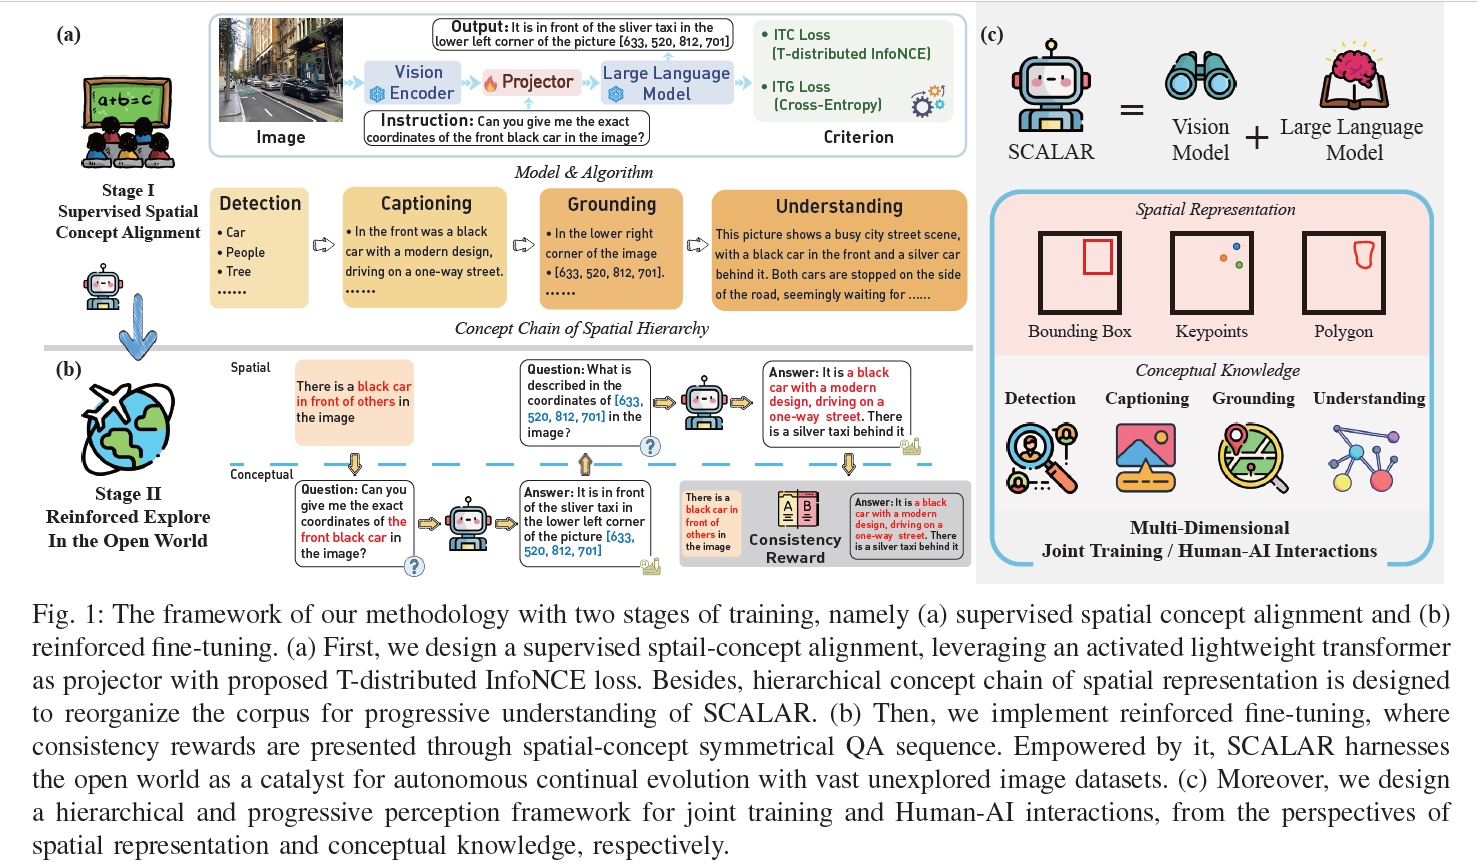 (a)
Stage I
Supervised Spatial
Concept Alignment
Image
Output: It is in front of the sliver taxi in the
lower left corner of the picture [633, 520, 812, 701]
Vision
Encoder
Projector
Large Language
Model
Instruction: Can you give me the exact
coordinates of the front black car in the image?
• ITC Loss
(T-distributed InfoNCE)
• ITG Loss
(Cross-Entropy)
Criterion
Model & Algorithm
Detection
• Car
• People
• Tree
......
Captioning
• In the front was a black
car with a modern design,
driving on a one-way street.
......
Grounding
• In the lower right
corner of the image
• [633, 520, 812, 701].
......
Understanding
This picture shows a busy city street scene,
with a black car in the front and a silver car
behind it. Both cars are stopped on the side
of the road, seemingly waiting for ......
Concept Chain of Spatial Hierarchy
a+b=c
(b)
Stage II
Reinforced Explore
In the Open World
Spatial
There is a black car
in front of others in
the image
Conceptual
Question: Can you
give me the exact
coordinates of the
front black car in
the image?
?
Answer: It is in front
of the sliver taxi in
the lower left corner
of the picture [633,
520, 812, 701]
Question: What is
described in the
coordinates of [633,
520, 812, 701] in the
image?
?
Answer: It is a black
car with a modern
design, driving on a
one-way street. There
is a silver taxi behind it
There is a
black car in
front of
others in
the image
A B
Consistency
Reward
Answer: It is a black
car with a modern
design, driving on a
one-way street. There
is a silver taxi behind it
(c)
SCALAR
=
Vision
Model
+
Large Language
Model
Spatial Representation
Bounding Box
Keypoints
Polygon
Conceptual Knowledge
Detection
Captioning
Grounding
Understanding
Multi-Dimensional
Joint Training / Human-AI Interactions
Fig. 1: The framework of our methodology with two stages of training, namely (a) supervised spatial concept alignment and (b)
reinforced fine-tuning. (a) First, we design a supervised sptail-concept alignment, leveraging an activated lightweight transformer
as projector with proposed T-distributed InfoNCE loss. Besides, hierarchical concept chain of spatial representation is designed
to reorganize the corpus for progressive understanding of SCALAR. (b) Then, we implement reinforced fine-tuning, where
consistency rewards are presented through spatial-concept symmetrical QA sequence. Empowered by it, SCALAR harnesses
the open world as a catalyst for autonomous continual evolution with vast unexplored image datasets. (c) Moreover, we design
a hierarchical and progressive perception framework for joint training and Human-AI interactions, from the perspectives of
spatial representation and conceptual knowledge, respectively.